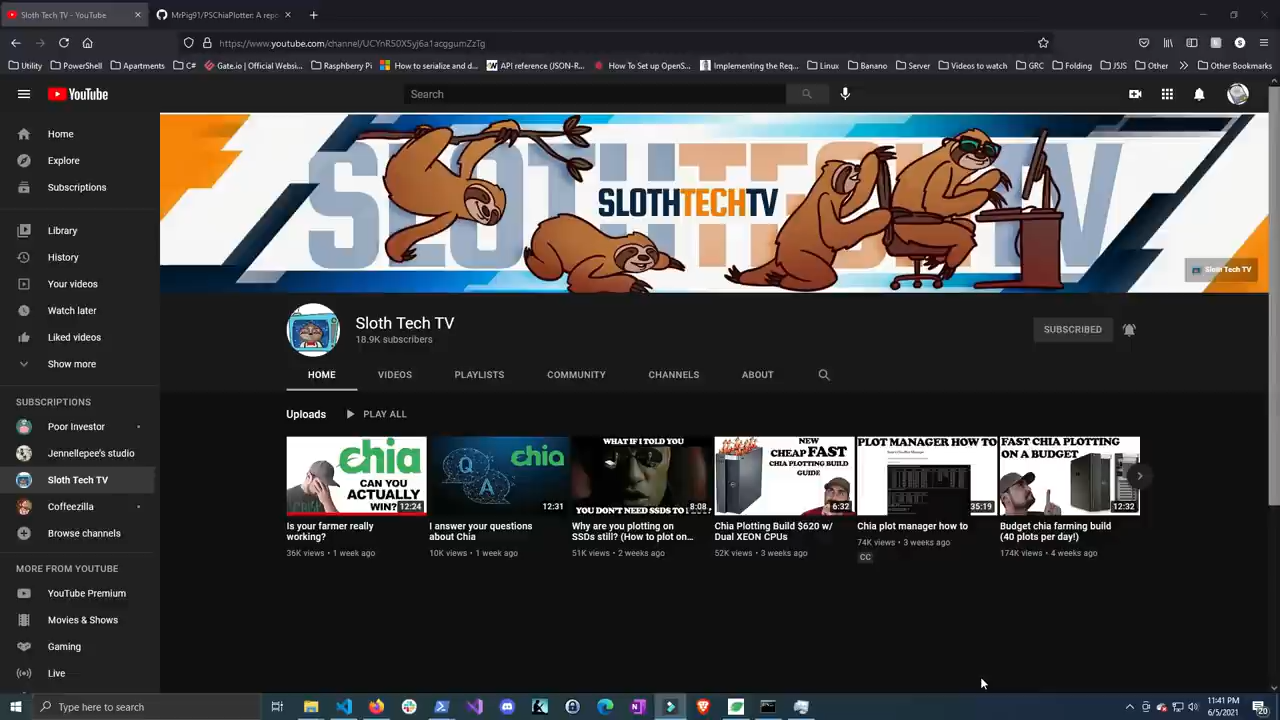 Sloth Tech TV - YouTube
MrPig91/PSChiaPlotter: A repo
https://www.youtube.com/channel/UCYnR50X5yj6a1acggumZzTg
Utility
PowerShell
Apartments
C#
Gate.io | Official Websi...
Raspberry Pi
How to serialize and d...
API reference (JSON-R...
How To Set up OpenS...
Implementing the Req...
Linux
Banano
Server
Videos to watch
GRC
Folding
J5JS
Other
Other Bookmarks
YouTube
Search
Home
Explore
Subscriptions
Library
History
Your videos
Watch later
Liked videos
Show more
SUBSCRIPTIONS
Poor Investor
Jennellepee's studio
Sloth Tech TV
Coffeezilla
Browse channels
MORE FROM YOUTUBE
YouTube Premium
Movies & Shows
Gaming
Live
SLOTHTECHTV
SLOTHTECHTV
Sloth Tech TV
Sloth Tech TV
18.9K subscribers
SUBSCRIBED
HOME
VIDEOS
PLAYLISTS
COMMUNITY
CHANNELS
ABOUT
Uploads
PLAY ALL
chia
CAN YOU
ACTUALLY
WIN?
12:24
Is your farmer really
working?
36K views • 1 week ago
chia
12:31
I answer your questions
about Chia
10K views • 1 week ago
WHAT IF I TOLD YOU
YOU DON'T NEED SSDS TO
8:08
Why are you plotting on
SSDs still? (How to plot on...
51K views • 2 weeks ago
NEW
CHEAP FAST
CHIA PLOTTING BUILD
GUIDE
6:32
Chia Plotting Build $620 w/
Dual XEON CPUs
52K views • 3 weeks ago
PLOT MANAGER HOW TO
35:19
Chia plot manager how to
74K views • 3 weeks ago
CC
FAST CHIA PLOTTING
ON A BUDGET
12:32
Budget chia farming build
(40 plots per day!)
174K views • 4 weeks ago
Type here to search
11:41 PM
6/5/2021
20